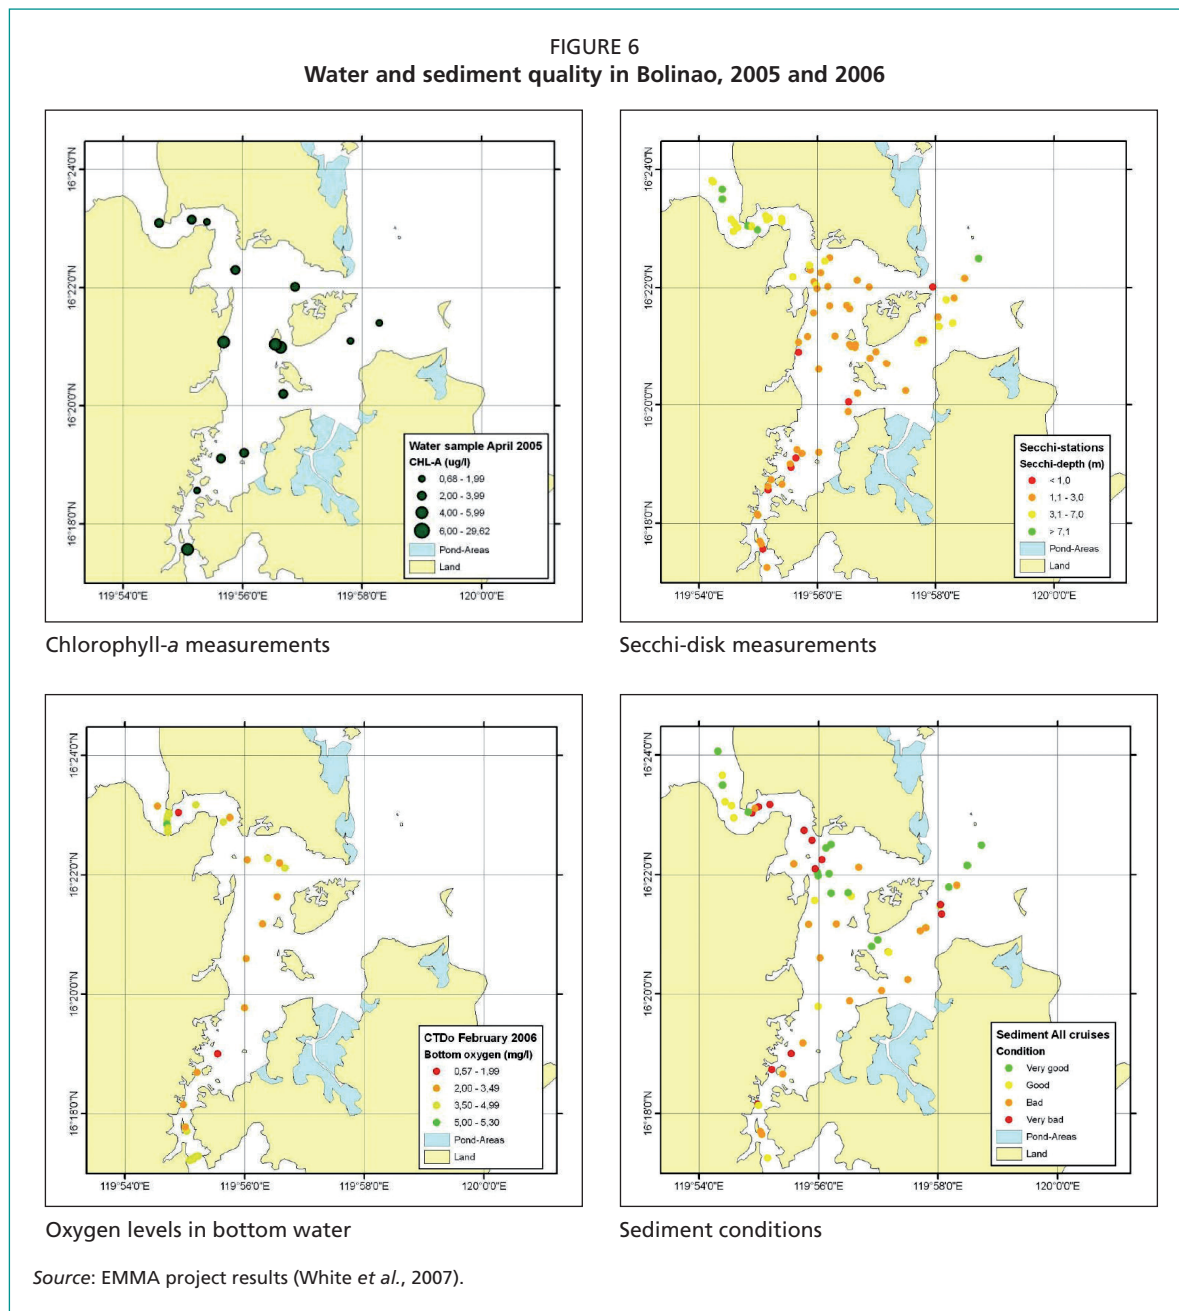 FIGURE 6
Water and sediment quality in Bolinao, 2005 and 2006
16°24'0"N
16°22'0"N
16°20'0"N
16°18'0"N
Water sample April 2005
CHL-A (ug/l)
0,68 - 1,99
2,00 - 3,99
4,00 - 5,99
6,00 - 29,62
Pond-Areas
Land
119°54'0"E 119°56'0"E 119°58'0"E 120°0'0"E
Chlorophyll-a measurements
16°24'0"N
16°22'0"N
16°20'0"N
16°18'0"N
Secchi-stations
Secchi-depth (m)
< 1,0
1,1 - 3,0
3,1 - 7,0
> 7,1
Pond-Areas
Land
119°54'0"E 119°56'0"E 119°58'0"E 120°0'0"E
Secchi-disk measurements
16°24'0"N
16°22'0"N
16°20'0"N
16°18'0"N
CTDo February 2006
Bottom oxygen (mg/l)
0,57 - 1,99
2,00 - 3,49
3,50 - 4,99
5,00 - 5,30
Pond-Areas
Land
119°54'0"E 119°56'0"E 119°58'0"E 120°0'0"E
Oxygen levels in bottom water
16°24'0"N
16°22'0"N
16°20'0"N
16°18'0"N
Sediment All cruises
Condition
Very good
Good
Bad
Very bad
Pond-Areas
Land
119°54'0"E 119°56'0"E 119°58'0"E 120°0'0"E
Sediment conditions
Source: EMMA project results (White et al., 2007).